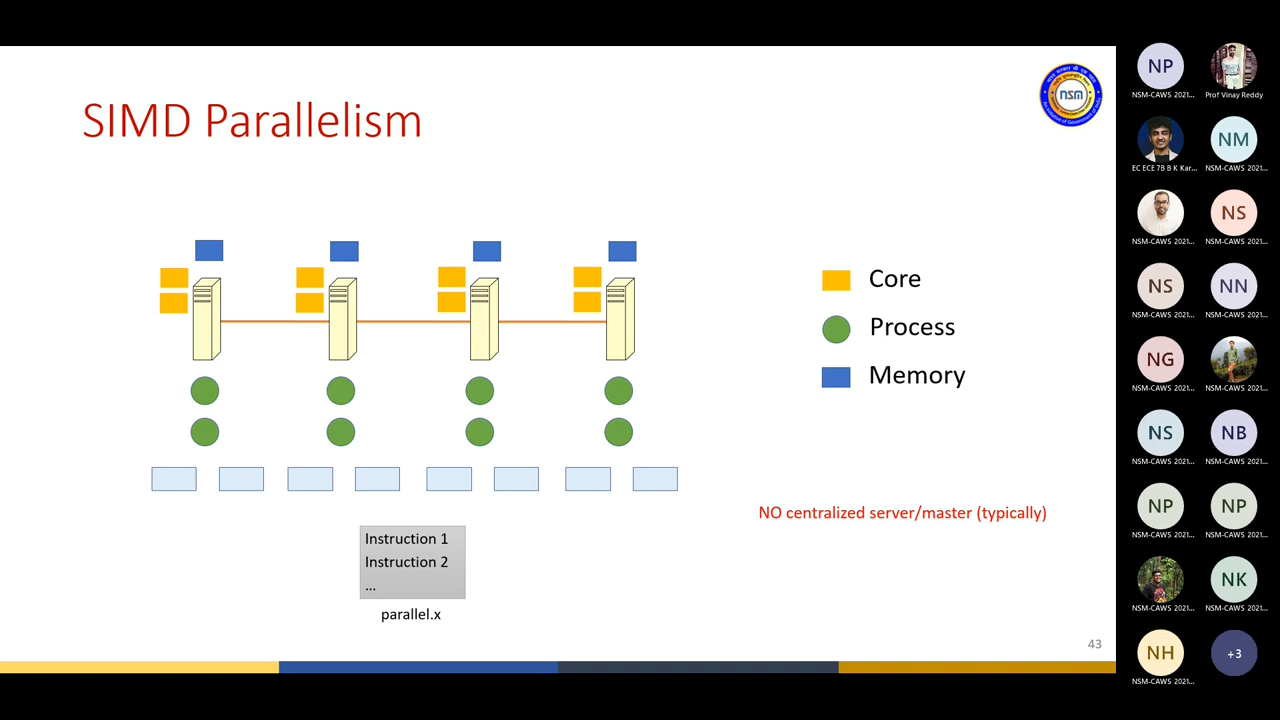 SIMD Parallelism
nsm
Core
Process
Memory
NO centralized server/master (typically)
Instruction 1
Instruction 2
...
parallel.x
43
NP
NSM-CAWS 2021...
Prof Vinay Reddy
EC ECE 7B B K Kar...
NM
NSM-CAWS 2021...
NSM-CAWS 2021...
NS
NSM-CAWS 2021...
NS
NSM-CAWS 2021...
NN
NSM-CAWS 2021...
NG
NSM-CAWS 2021...
NSM-CAWS 2021...
NS
NSM-CAWS 2021...
NB
NSM-CAWS 2021...
NP
NSM-CAWS 2021...
NP
NSM-CAWS 2021...
NSM-CAWS 2021...
NK
NSM-CAWS 2021...
NH
NSM-CAWS 2021...
+3